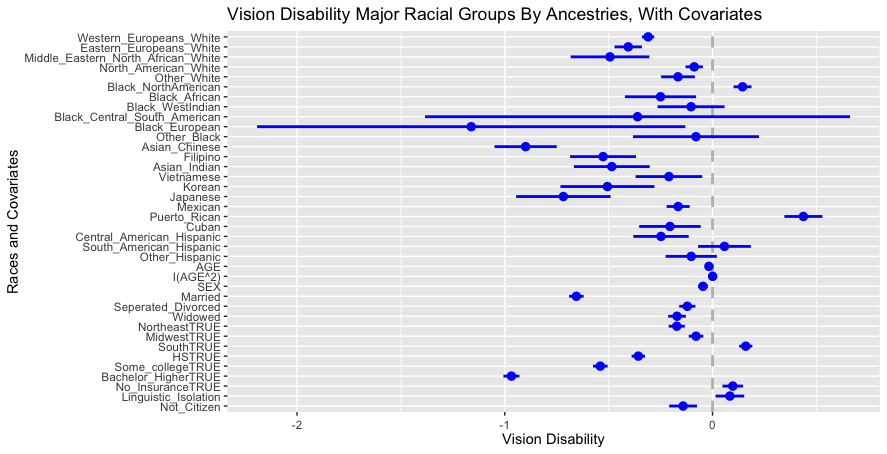 Vision Disability Major Racial Groups By Ancestries, With Covariates
Races and Covariates
Western_Europeans_White
Eastern_Europeans_White
Middle_Eastern_North_African_White
North_American_White
Other_White
Black_NorthAmerican
Black_African
Black_WestIndian
Black_Central_South_American
Black_European
Other_Black
Asian_Chinese
Filipino
Asian_Indian
Vietnamese
Korean
Japanese
Mexican
Puerto_Rican
Cuban
Central_American_Hispanic
South_American_Hispanic
Other_Hispanic
AGE
I(AGE^2)
SEX
Married
Seperated_Divorced
Widowed
NortheastTRUE
MidwestTRUE
SouthTRUE
HSTRUE
Some_collegeTRUE
Bachelor_HigherTRUE
No_InsuranceTRUE
Linguistic_Isolation
Not_Citizen
-2 -1 0
Vision Disability